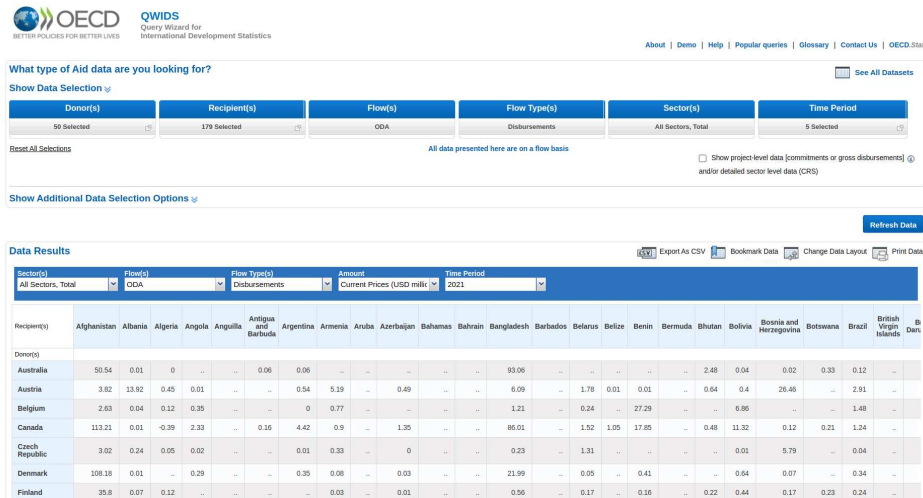 OECD
BETTER POLICIES FOR BETTER LIVES
QWIDS
Query Wizard for
International Development Statistics
About | Demo | Help | Popular queries | Glossary | Contact Us | OECD.Stat
What type of Aid data are you looking for?
See All Datasets
Show Data Selection
Donor(s) Recipient(s) Flow(s) Flow Type(s) Sector(s) Time Period
50 Selected 179 Selected ODA Disbursements All Sectors, Total 5 Selected
Reset All Selections
All data presented here are on a flow basis
Show project-level data [commitments or gross disbursements]
and/or detailed sector level data (CRS)
Show Additional Data Selection Options
Refresh Data
Data Results
CSV Export As CSV Bookmark Data Change Data Layout Print Data
Sector(s) Flow(s) Flow Type(s) Amount Time Period
All Sectors, Total ODA Disbursements Current Prices (USD millic 2021
Recipient(s) Afghanistan Albania Algeria Angola Anguilla Antigua and Barbuda Argentina Armenia Aruba Azerbaijan Bahamas Bahrain Bangladesh Barbados Belarus Belize Benin Bermuda Bhutan Bolivia Bosnia and Herzegovina Botswana Brazil British Virgin Islands
Donor(s)
Australia 50.54 0.01 0 .. .. 0.06 0.06 .. .. .. .. .. 93.06 .. .. .. .. .. 2.48 0.04 0.02 0.33 0.12 ..
Austria 3.82 13.92 0.45 0.01 .. .. 0.54 5.19 .. 0.49 .. .. 6.09 .. 1.78 0.01 0.01 .. 0.64 0.4 26.46 .. 2.91 ..
Belgium 2.63 0.04 0.12 0.35 .. .. 0 0.77 .. .. .. .. 1.21 .. 0.24 .. 27.29 .. .. 6.86 .. .. 1.48 ..
Canada 113.21 0.01 -0.39 2.33 .. 0.16 4.42 0.9 .. 1.35 .. .. 86.01 .. 1.52 1.05 17.85 .. 0.48 11.32 0.12 0.21 1.24 ..
Czech Republic 3.02 0.24 0.05 0.02 .. .. 0.01 0.33 .. 0 .. .. 0.23 .. 1.31 .. .. .. .. 0.01 5.79 .. 0.04 ..
Denmark 108.18 0.01 .. 0.29 .. .. 0.35 0.08 .. 0.03 .. .. 21.99 .. 0.05 .. 0.41 .. .. 0.64 0.07 .. 0.34 ..
Finland 35.8 0.07 0.12 .. .. .. .. 0.03 .. 0.01 .. .. 0.56 .. 0.17 .. 0.16 .. 0.22 0.44 0.17 0.23 0.24 ..